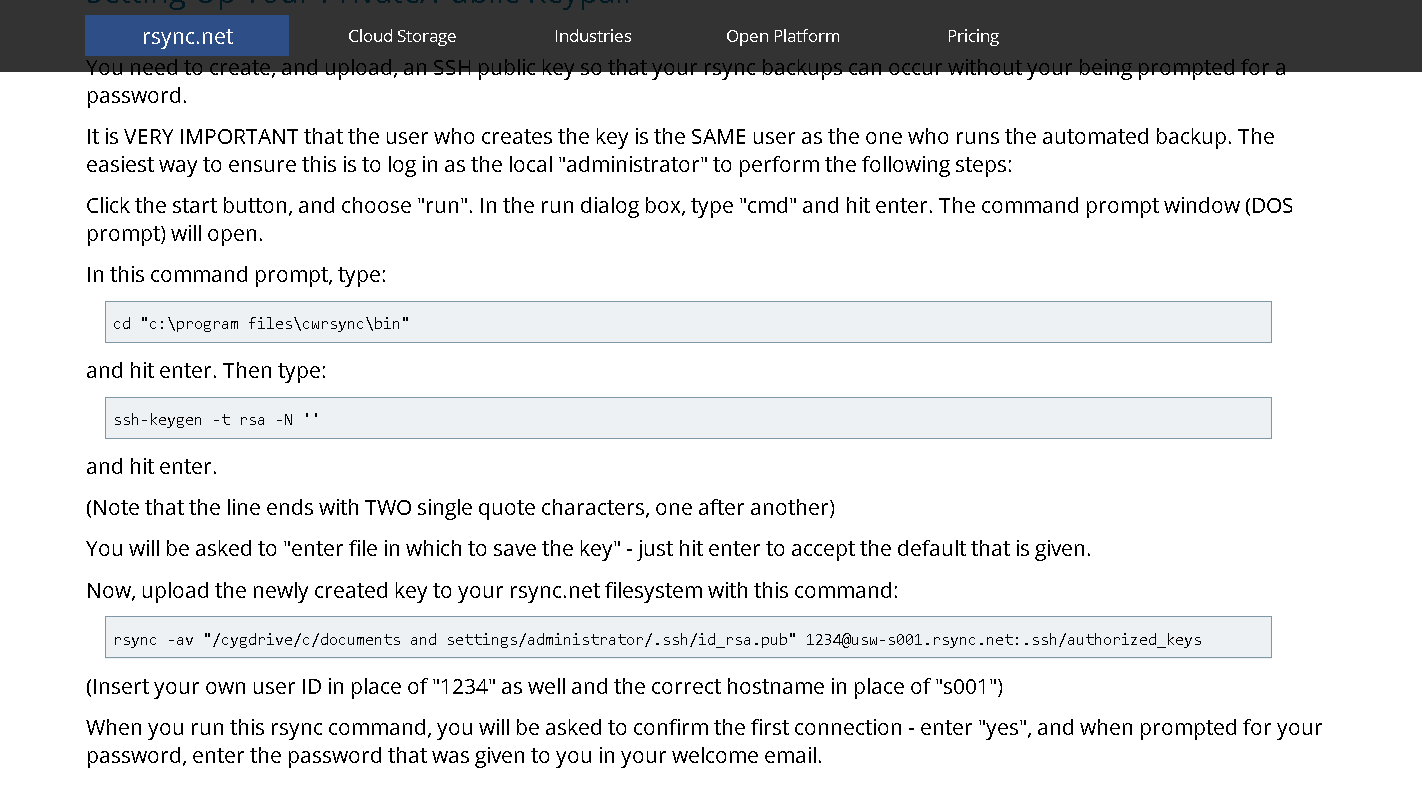 Setting Up Your Private/Public Keypair
rsync.net
Cloud Storage
Industries
Open Platform
Pricing
You need to create, and upload, an SSH public key so that your rsync backups can occur without your being prompted for a
password.
It is VERY IMPORTANT that the user who creates the key is the SAME user as the one who runs the automated backup. The
easiest way to ensure this is to log in as the local "administrator" to perform the following steps:
Click the start button, and choose "run". In the run dialog box, type "cmd" and hit enter. The command prompt window (DOS
prompt) will open.
In this command prompt, type:
cd "c:\program files\cwrsync\bin"
and hit enter. Then type:
ssh-keygen -t rsa -N ''
and hit enter.
(Note that the line ends with TWO single quote characters, one after another)
You will be asked to "enter file in which to save the key" - just hit enter to accept the default that is given.
Now, upload the newly created key to your rsync.net filesystem with this command:
rsync -av "/cygdrive/c/documents and settings/administrator/.ssh/id_rsa.pub" 1234@usw-s001.rsync.net:.ssh/authorized_keys
(Insert your own user ID in place of "1234" as well and the correct hostname in place of "s001")
When you run this rsync command, you will be asked to confirm the first connection - enter "yes", and when prompted for your
password, enter the password that was given to you in your welcome email.